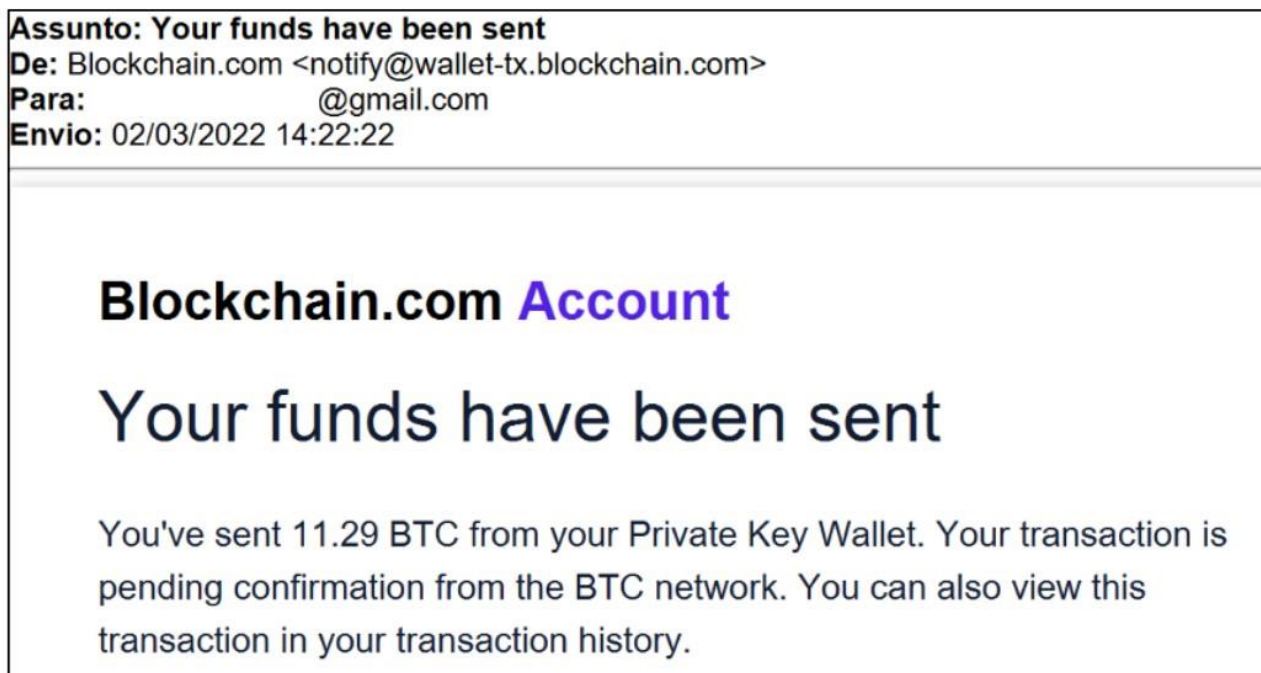 Assunto: Your funds have been sent
De: Blockchain.com <notify@wallet-tx.blockchain.com>
Para: @gmail.com
Envio: 02/03/2022 14:22:22
Blockchain.com Account
Your funds have been sent
You've sent 11.29 BTC from your Private Key Wallet. Your transaction is
pending confirmation from the BTC network. You can also view this
transaction in your transaction history.